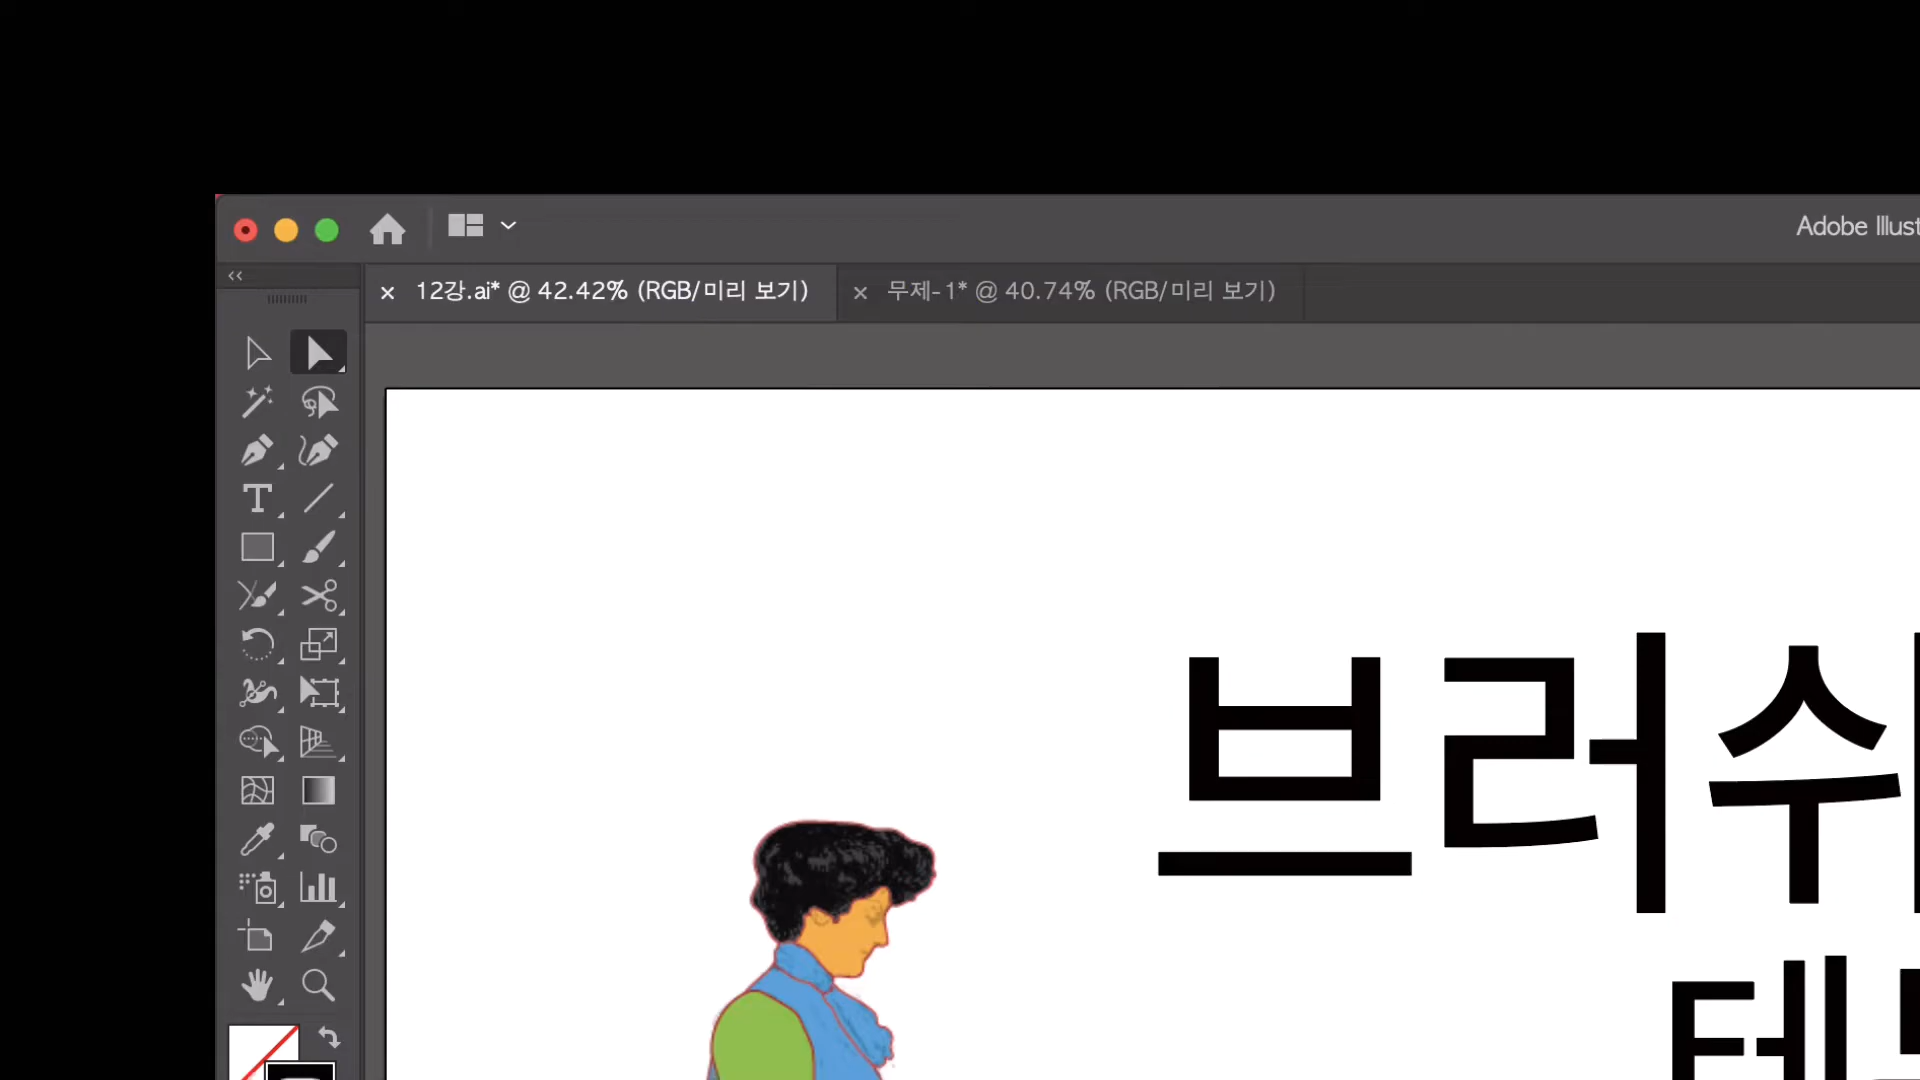 Adobe Illust
12강.ai* @ 42.42% (RGB/미리 보기)
무제-1* @ 40.74% (RGB/미리 보기)
브러쉬
테